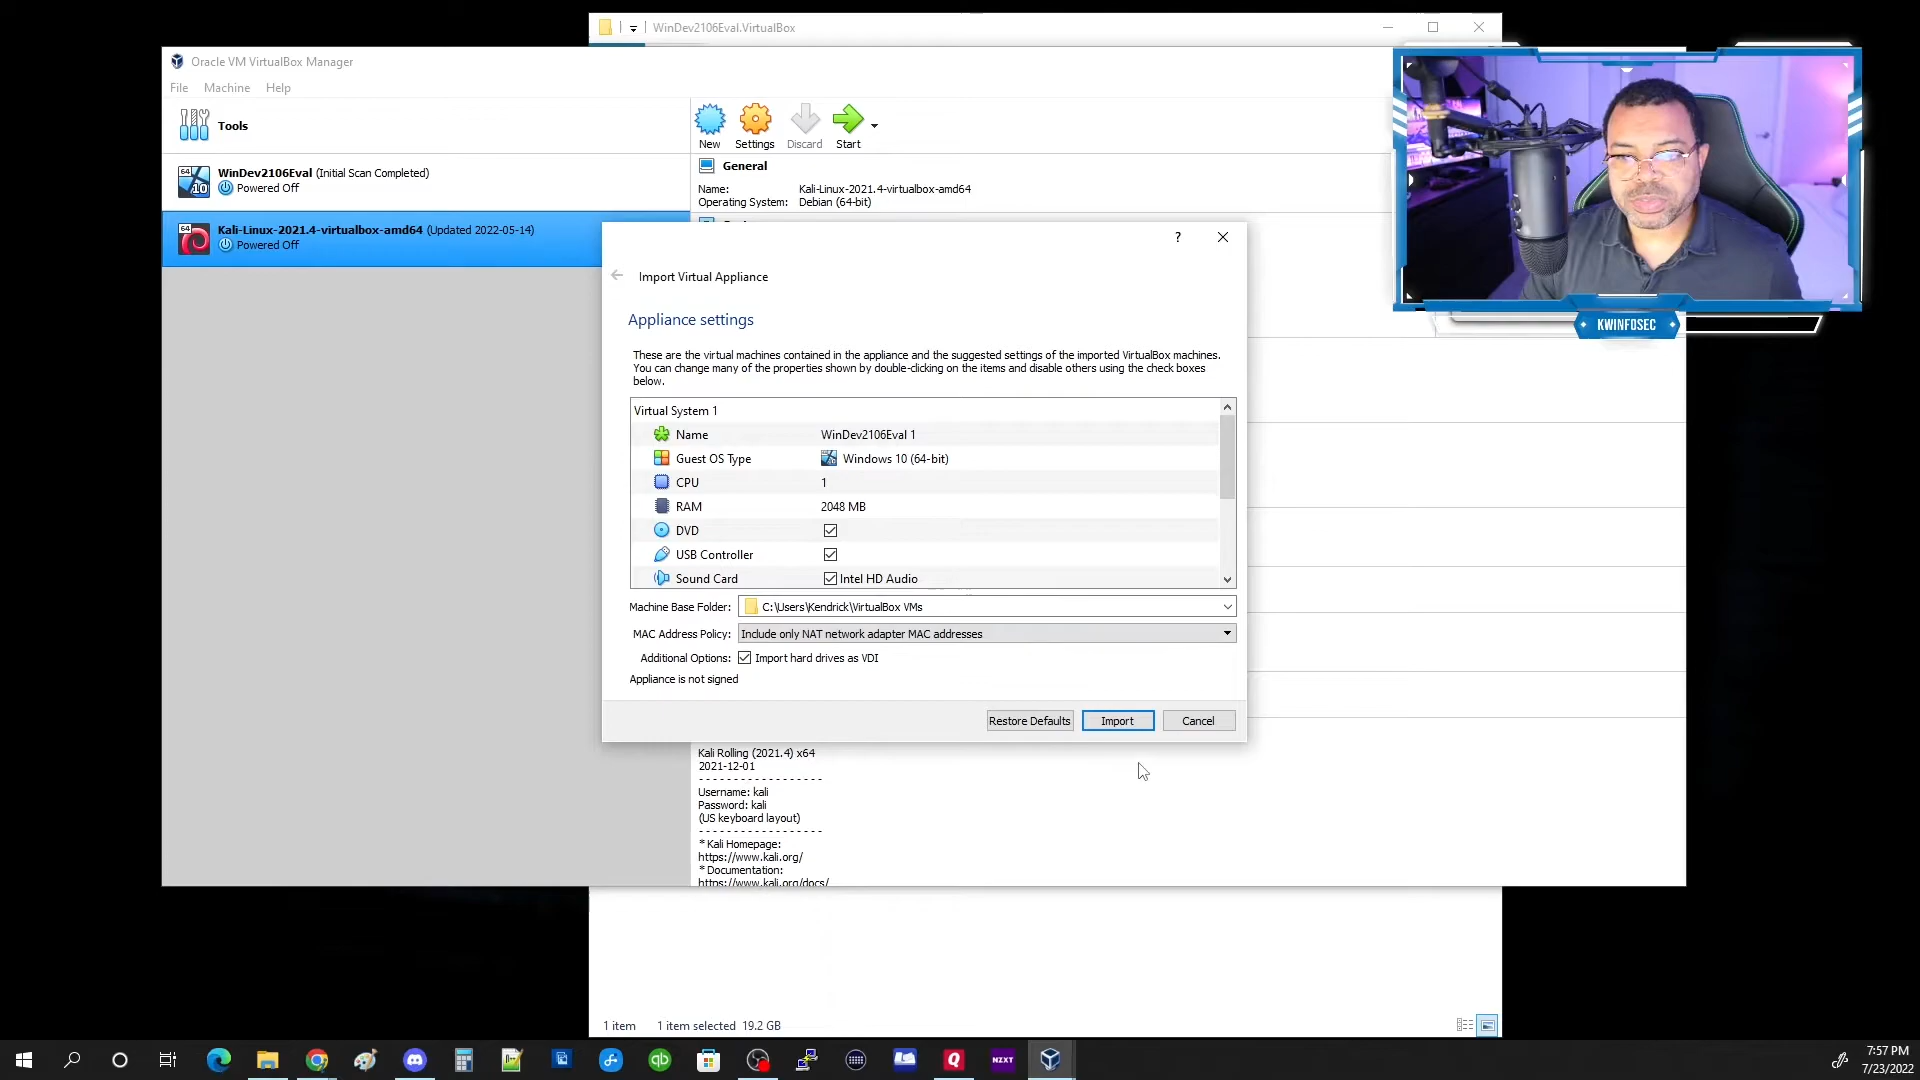 WinDev2106Eval.VirtualBox
Oracle VM VirtualBox Manager
File Machine Help
Tools
New Settings Discard Start
WinDev2106Eval (Initial Scan Completed)
Powered Off
Kali-Linux-2021.4-virtualbox-amd64 (Updated 2022-05-14)
Powered Off
General
Name: Kali-Linux-2021.4-virtualbox-amd64
Operating System: Debian (64-bit)
?
Import Virtual Appliance
Appliance settings
These are the virtual machines contained in the appliance and the suggested settings of the imported VirtualBox machines.
You can change many of the properties shown by double-clicking on the items and disable others using the check boxes
below.
Virtual System 1
Name WinDev2106Eval 1
Guest OS Type Windows 10 (64-bit)
CPU 1
RAM 2048 MB
DVD
USB Controller
Sound Card Intel HD Audio
Machine Base Folder: C:\Users\Kendrick\VirtualBox VMs
MAC Address Policy: Include only NAT network adapter MAC addresses
Additional Options: Import hard drives as VDI
Appliance is not signed
Restore Defaults Import Cancel
Kali Rolling (2021.4) x64
2021-12-01
- - - - - - - - - - - - - - - - - -
Username: kali
Password: kali
(US keyboard layout)
- - - - - - - - - - - - - - - - - -
* Kali Homepage:
https://www.kali.org/
* Documentation:
https://www.kali.org/docs/
KWINFOSEC
1 item 1 item selected 19.2 GB
NZXT
7:57 PM
7/23/2022